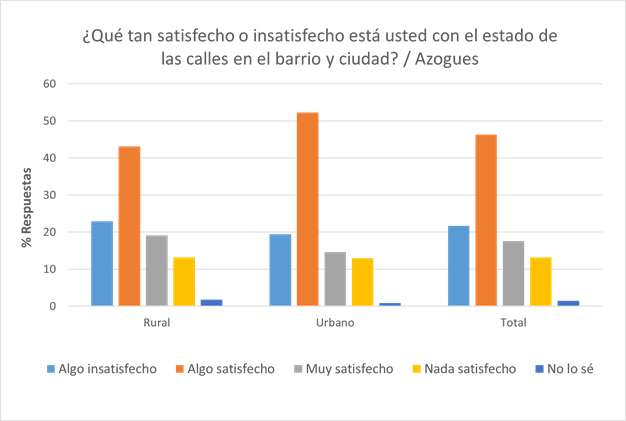 ¿Qué tan satisfecho o insatisfecho está usted con el estado de
las calles en el barrio y ciudad? / Azogues
60
50
40
30
20
10
0
% Respuestas
Rural Urbano Total
Algo insatisfecho Algo satisfecho Muy satisfecho Nada satisfecho No lo sé